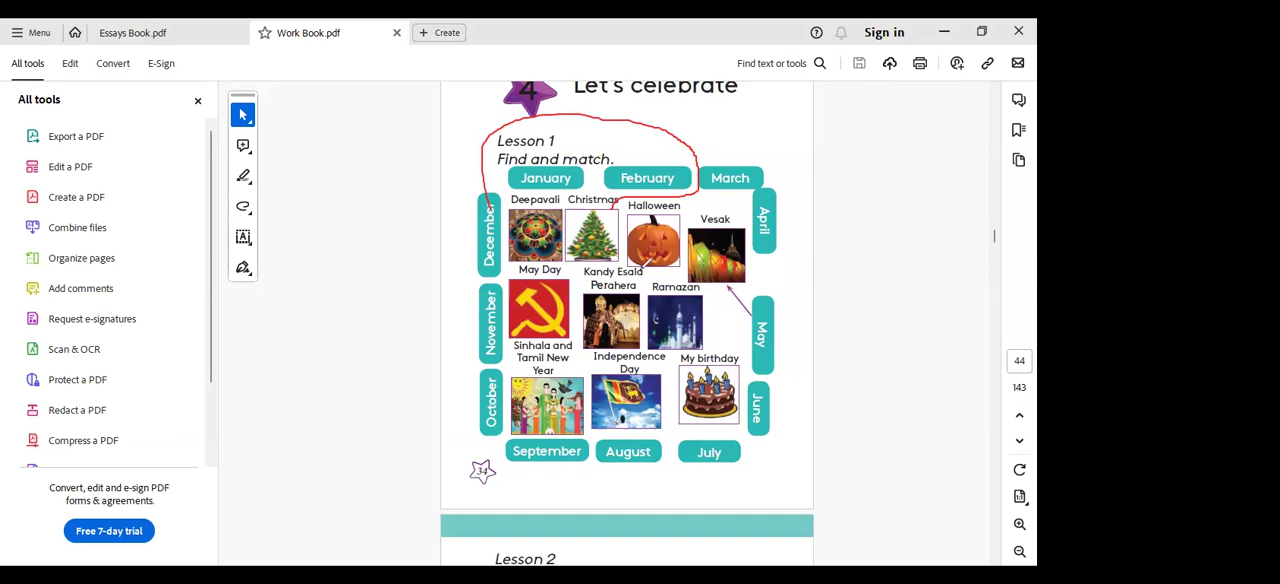 Menu
Essays Book.pdf
Work Book.pdf
Create
Sign in
All tools Edit Convert E-Sign
Find text or tools
All tools
Export a PDF
Edit a PDF
Create a PDF
Combine files
Organize pages
Add comments
Request e-signatures
Scan & OCR
Protect a PDF
Redact a PDF
Compress a PDF
Convert, edit and e-sign PDF
forms & agreements.
Free 7-day trial
4 Let's celebrate
Lesson 1
Find and match.
January February March
April
May
June
July
August
September
October
November
December
Deepavali Christmas
Halloween
Vesak
May Day
Kandy Esala
Perahera
Ramazan
Sinhala and
Tamil New
Year
Independence
Day
My birthday
34
Lesson 2
44
143